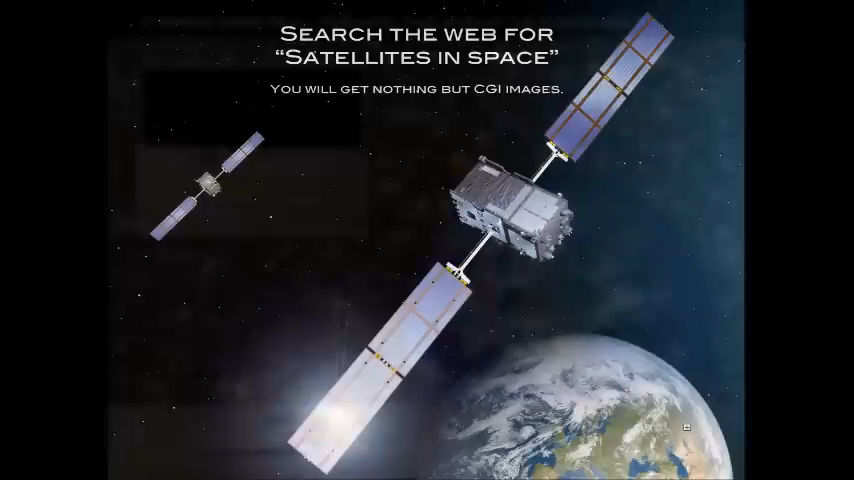 Search the web for
“Satellites in space”
You will get nothing but CGI images.